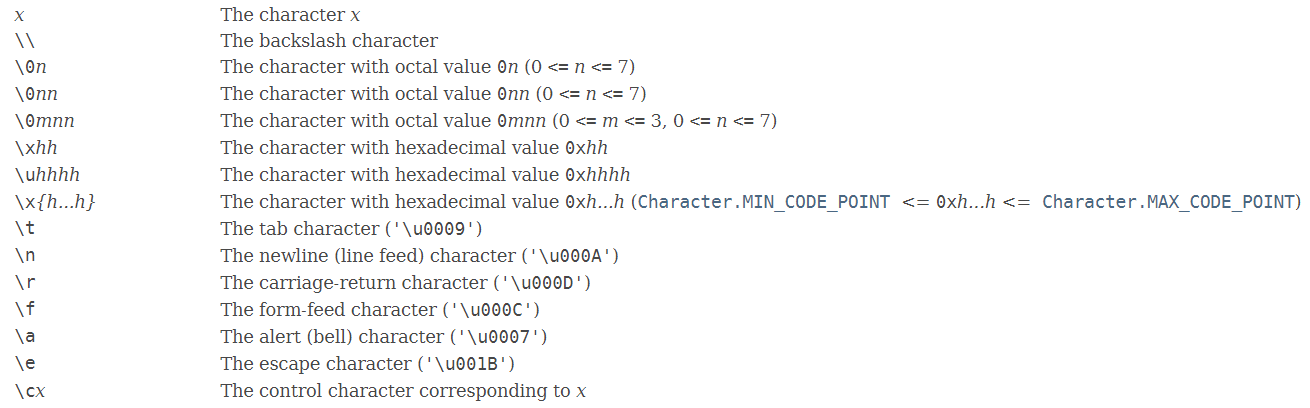 x The character x
\\ The backslash character
\0n The character with octal value 0n (0 <= n <= 7)
\0nn The character with octal value 0nn (0 <= n <= 7)
\0mnn The character with octal value 0mnn (0 <= m <= 3, 0 <= n <= 7)
\xhh The character with hexadecimal value 0xhh
\uhhhh The character with hexadecimal value 0xhhhh
\x{h...h} The character with hexadecimal value 0xh...h (Character.MIN_CODE_POINT <= 0xh...h <= Character.MAX_CODE_POINT)
\t The tab character ('\u0009')
\n The newline (line feed) character ('\u000A')
\r The carriage-return character ('\u000D')
\f The form-feed character ('\u000C')
\a The alert (bell) character ('\u0007')
\e The escape character ('\u001B')
\cx The control character corresponding to x